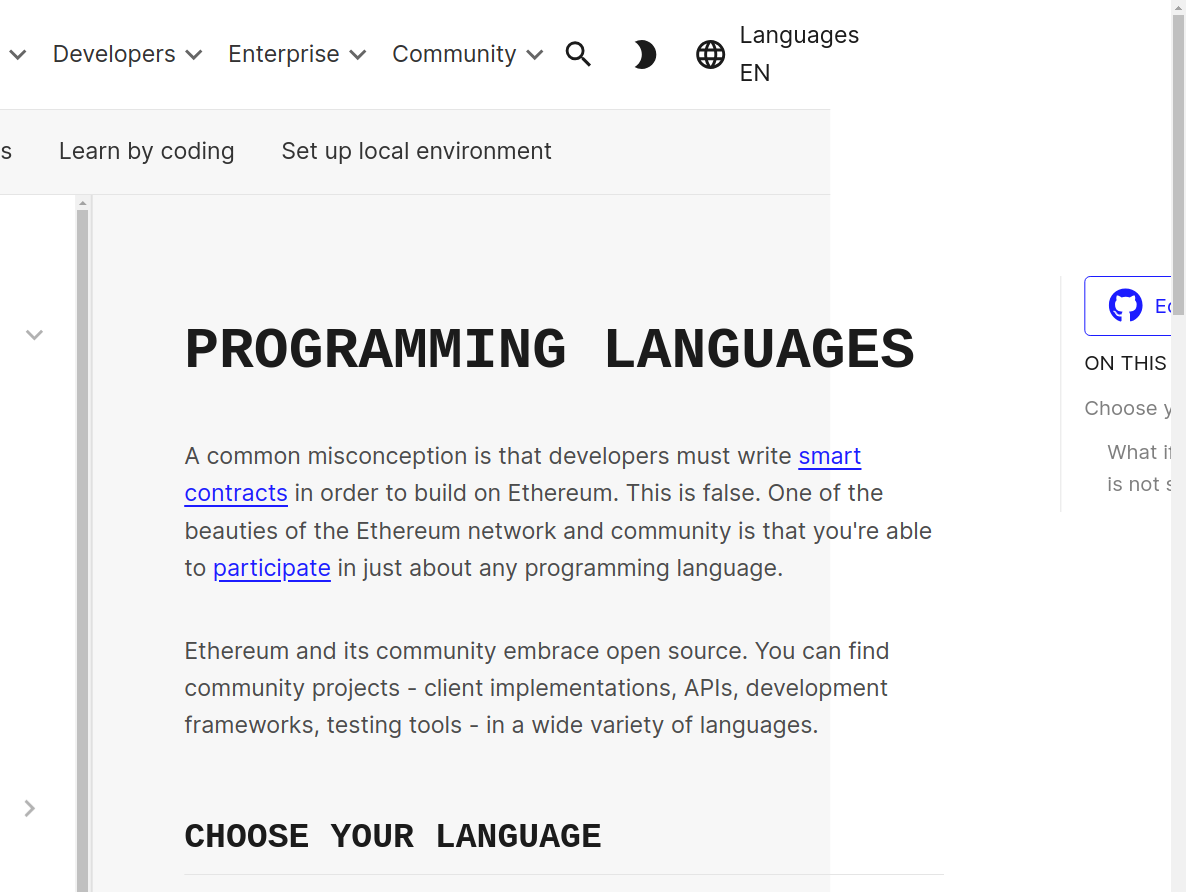 Developers Enterprise Community Languages
EN
s Learn by coding Set up local environment
PROGRAMMING LANGUAGES
A common misconception is that developers must write smart
contracts in order to build on Ethereum. This is false. One of the
beauties of the Ethereum network and community is that you're able
to participate in just about any programming language.
Ethereum and its community embrace open source. You can find
community projects - client implementations, APIs, development
frameworks, testing tools - in a wide variety of languages.
CHOOSE YOUR LANGUAGE
ON THIS
Choose
What
is not